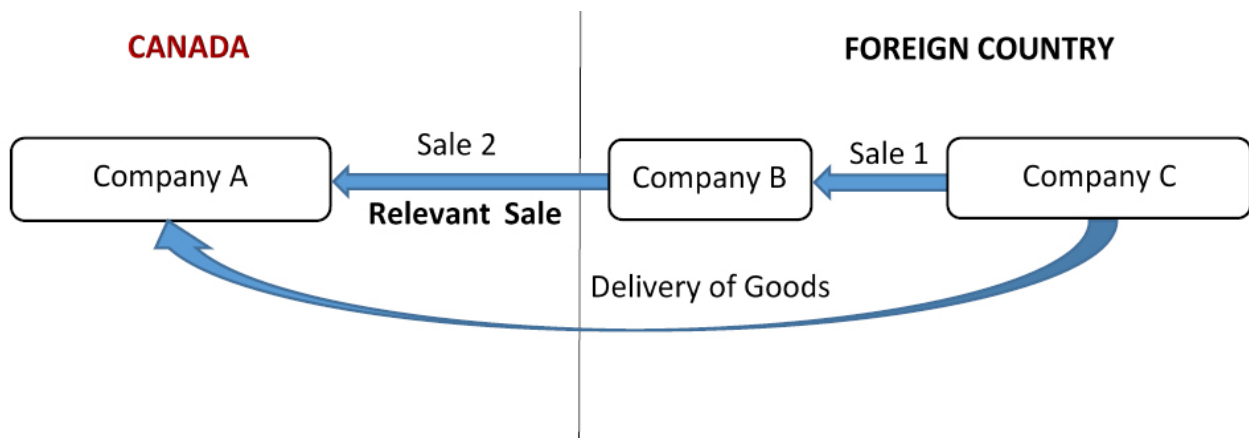 CANADA
FOREIGN COUNTRY
Company A
Sale 2
Relevant Sale
Company B
Sale 1
Company C
Delivery of Goods